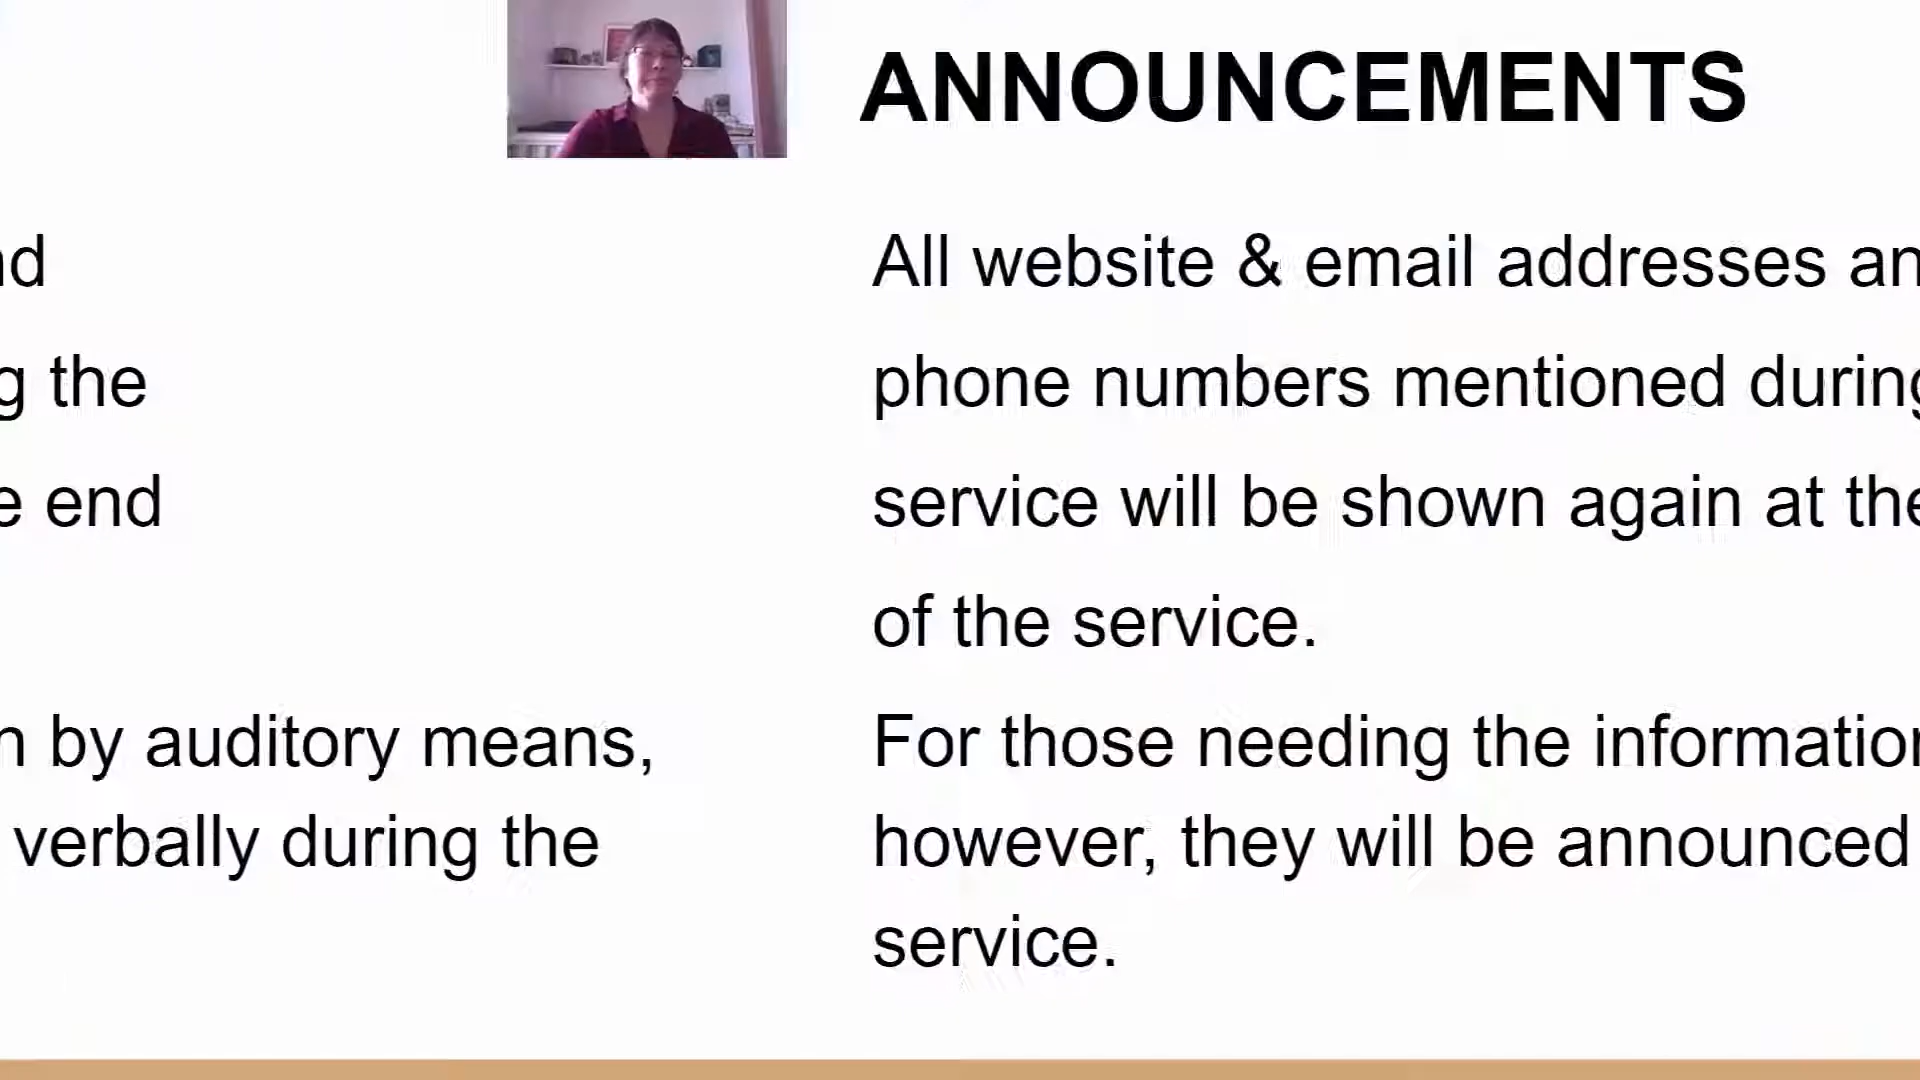 ANNOUNCEMENTS
nd
g the
e end
n by auditory means,
verbally during the
All website & email addresses an
phone numbers mentioned during
service will be shown again at the
of the service.
For those needing the information
however, they will be announced
service.